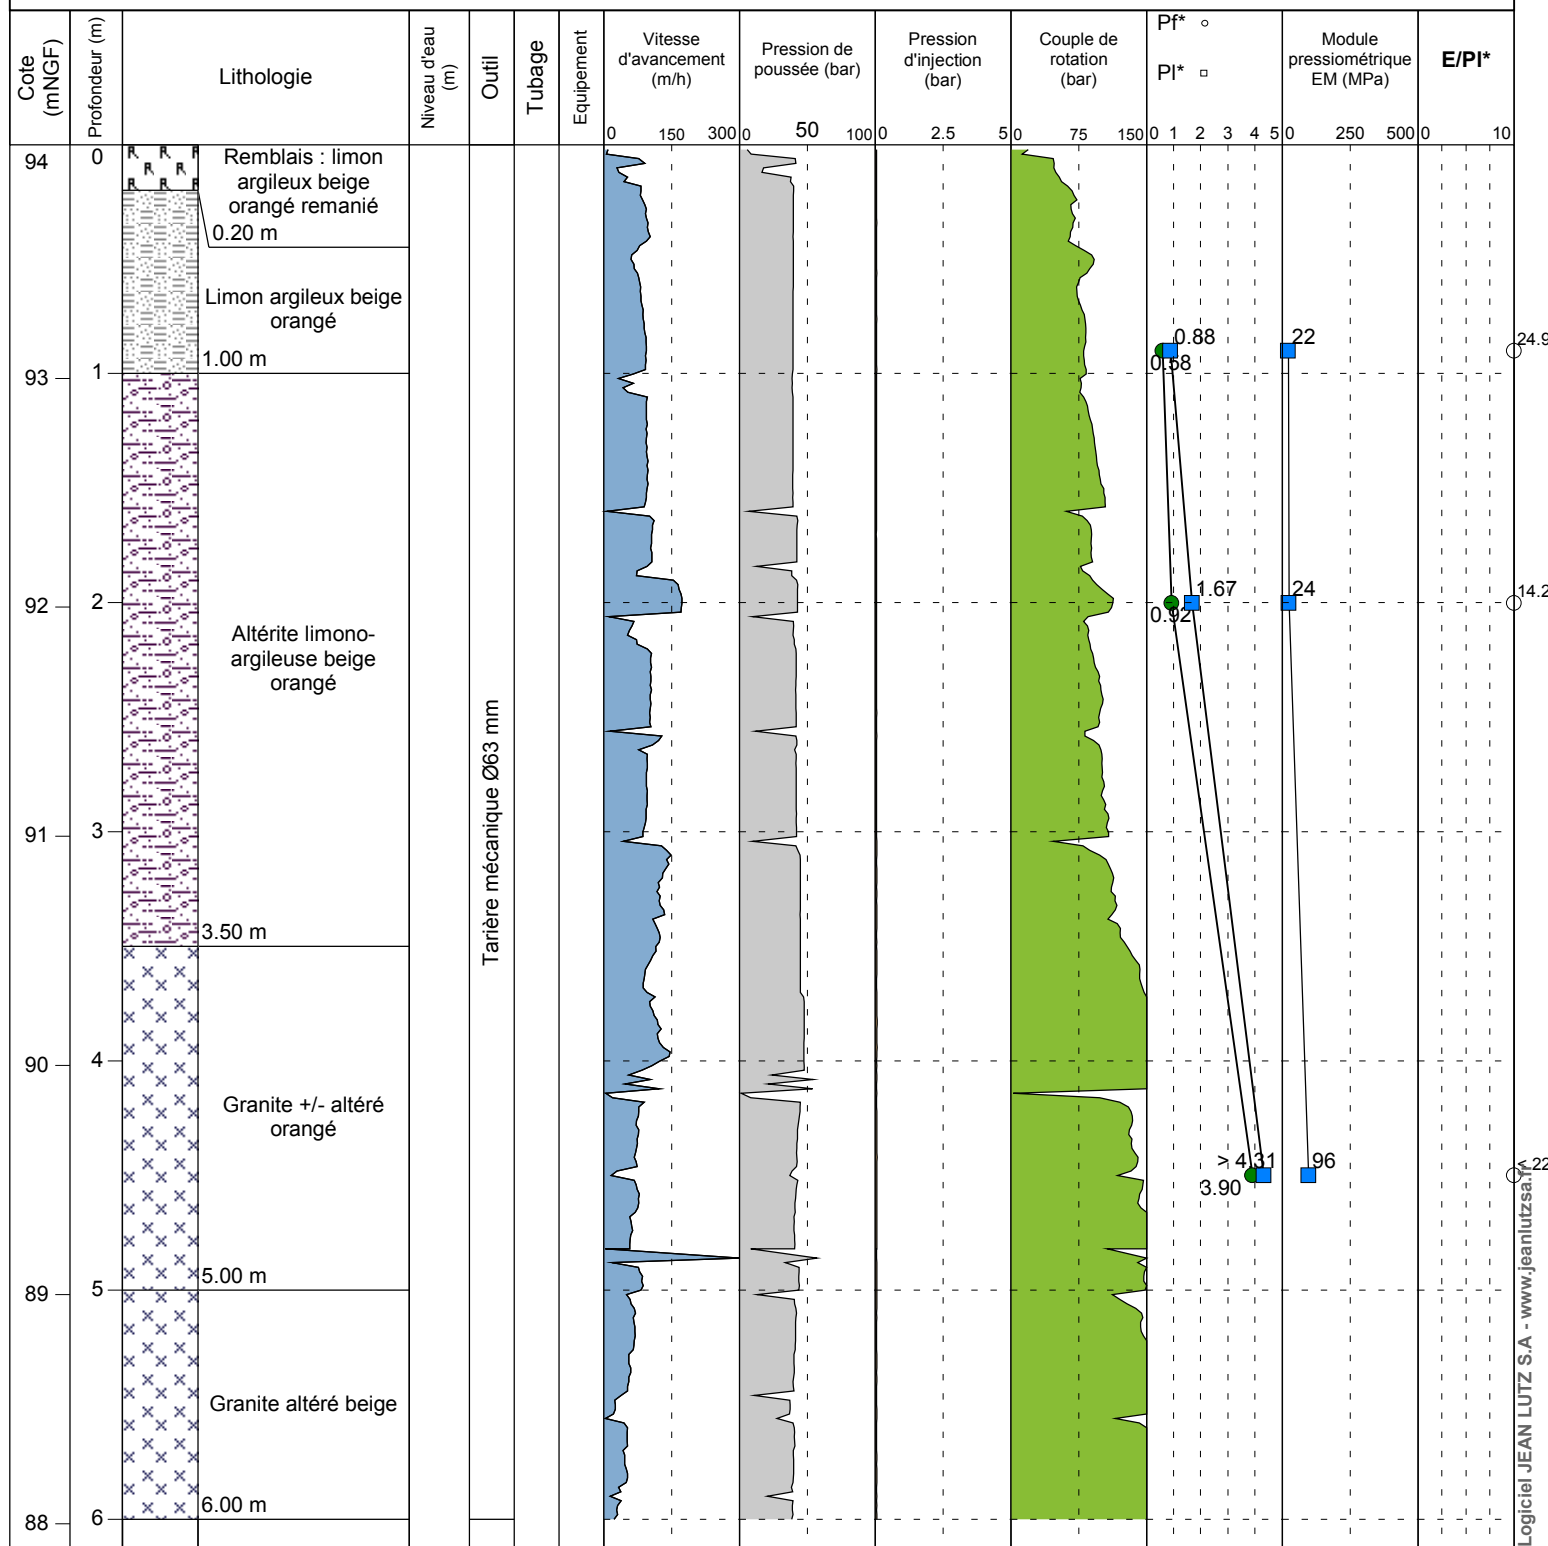 Cote
(mNGF)
Profondeur (m)
Lithologie
Niveau d'eau
(m)
Outil
Tubage
Equipement
Vitesse
d'avancement
(m/h)
0 150 300
Pression de
poussée (bar)
0 50 100
Pression
d'injection
(bar)
0 2.5 5
Couple de
rotation
(bar)
0 75 150
Pf*
Pl*
0 1 2 3 4 5
Module
pressiométrique
EM (MPa)
0 250 500
E/Pl*
0 10
94
93
92
91
90
89
88
0
1
2
3
4
5
6
Remblais : limon
argileux beige
orangé remanié
0.20 m
Limon argileux beige
orangé
1.00 m
Altérite limono-
argileuse beige
orangé
3.50 m
Granite +/- altéré
orangé
5.00 m
Granite altéré beige
6.00 m
Tarière mécanique Ø63 mm
0.88
0.58
22
24.9
1.67
0.92
24
14.2
> 4.31
3.90
96
< 22
Logiciel JEAN LUTZ S.A - www.jeanlutzsa.fr